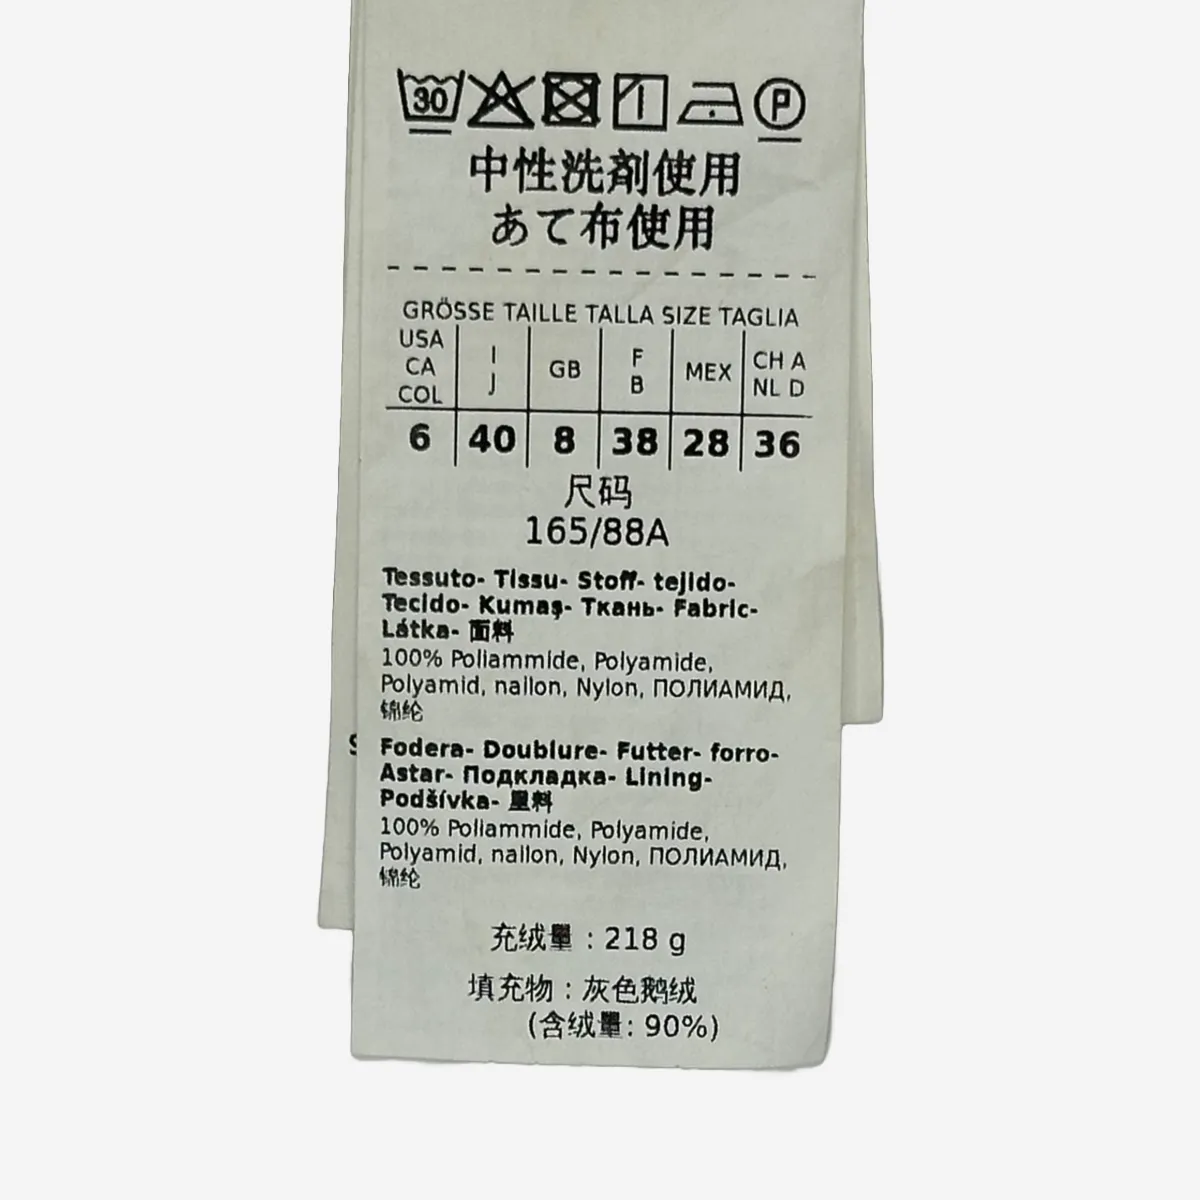 30 P
中性洗剤使用
あて布使用
GRÖSSE TAILLE TALLA SIZE TAGLIA
USA CA COL | I J | GB | F B | MEX | CH A NL D
6 | 40 | 8 | 38 | 28 | 36
尺码
165/88A
Tessuto- Tissu- Stoff- tejido-
Tecido- Kumaş- Ткань- Fabric-
Látka- 面料
100% Poliammide, Polyamide,
Polyamid, nailon, Nylon, ПОЛИАМИД,
锦纶
Fodera- Doublure- Futter- forro-
Astar- Подкладка- Lining-
Podšívka- 里料
100% Poliammide, Polyamide,
Polyamid, nailon, Nylon, ПОЛИАМИД,
锦纶
充绒量 : 218 g
填充物 : 灰色鹅绒
(含绒量: 90%)